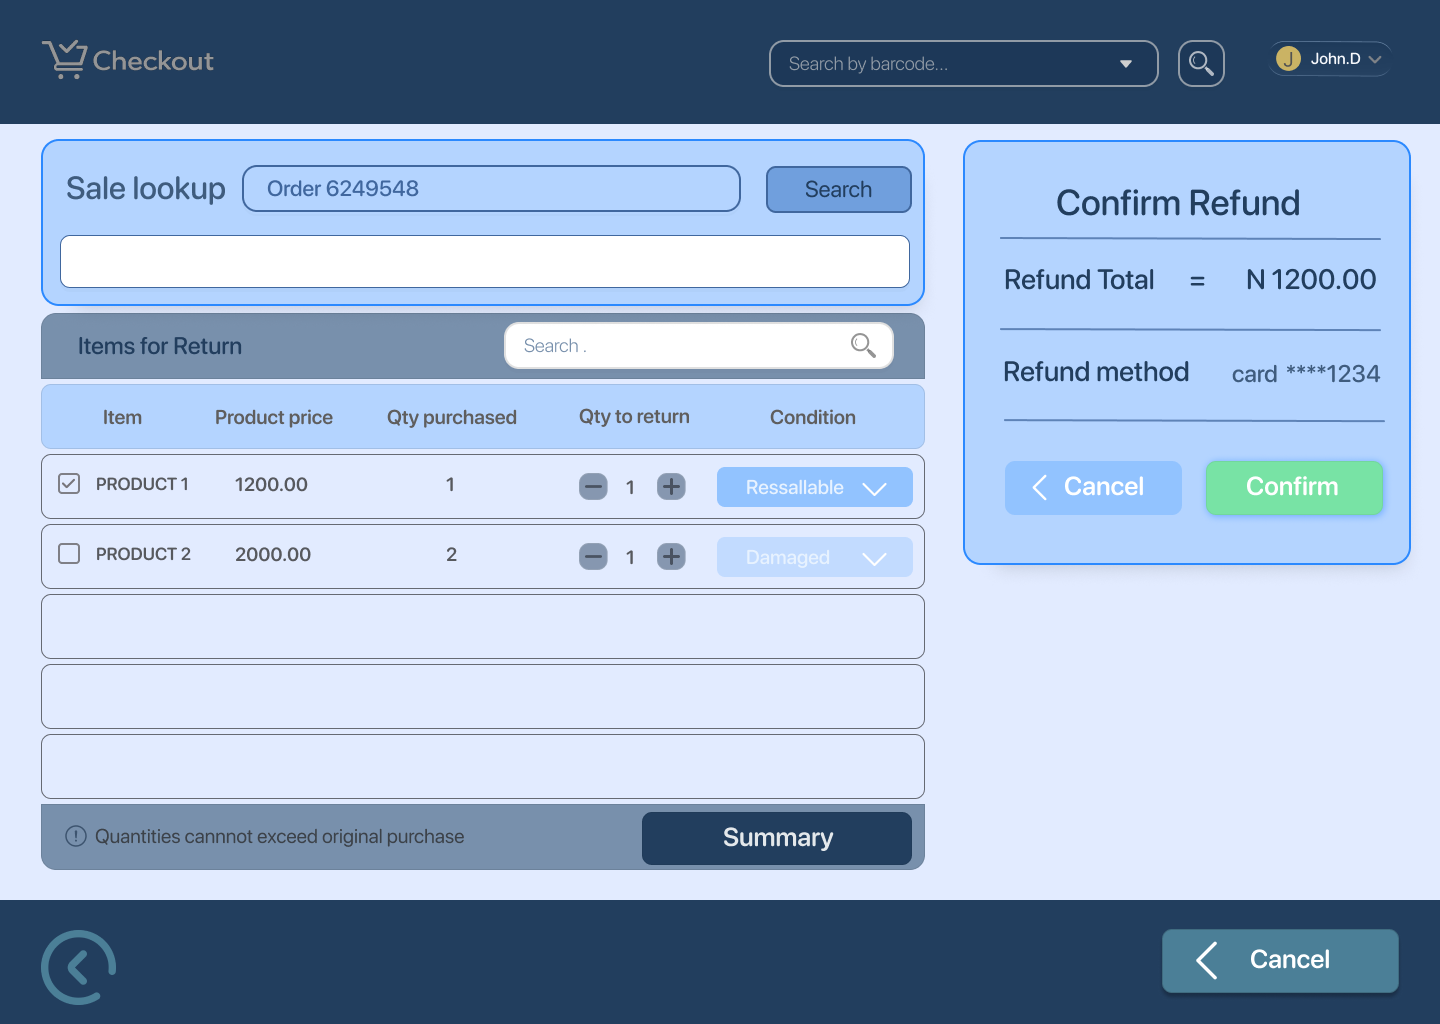 Checkout
Search by barcode...
J John.D
Sale lookup
Order 6249548
Search
Items for Return
Search .
Item Product price Qty purchased Qty to return Condition
PRODUCT 1 1200.00 1 1 Ressallable
PRODUCT 2 2000.00 2 1 Damaged
Quantities cannnot exceed original purchase
Summary
Confirm Refund
Refund Total = N 1200.00
Refund method card ****1234
Cancel Confirm
Cancel